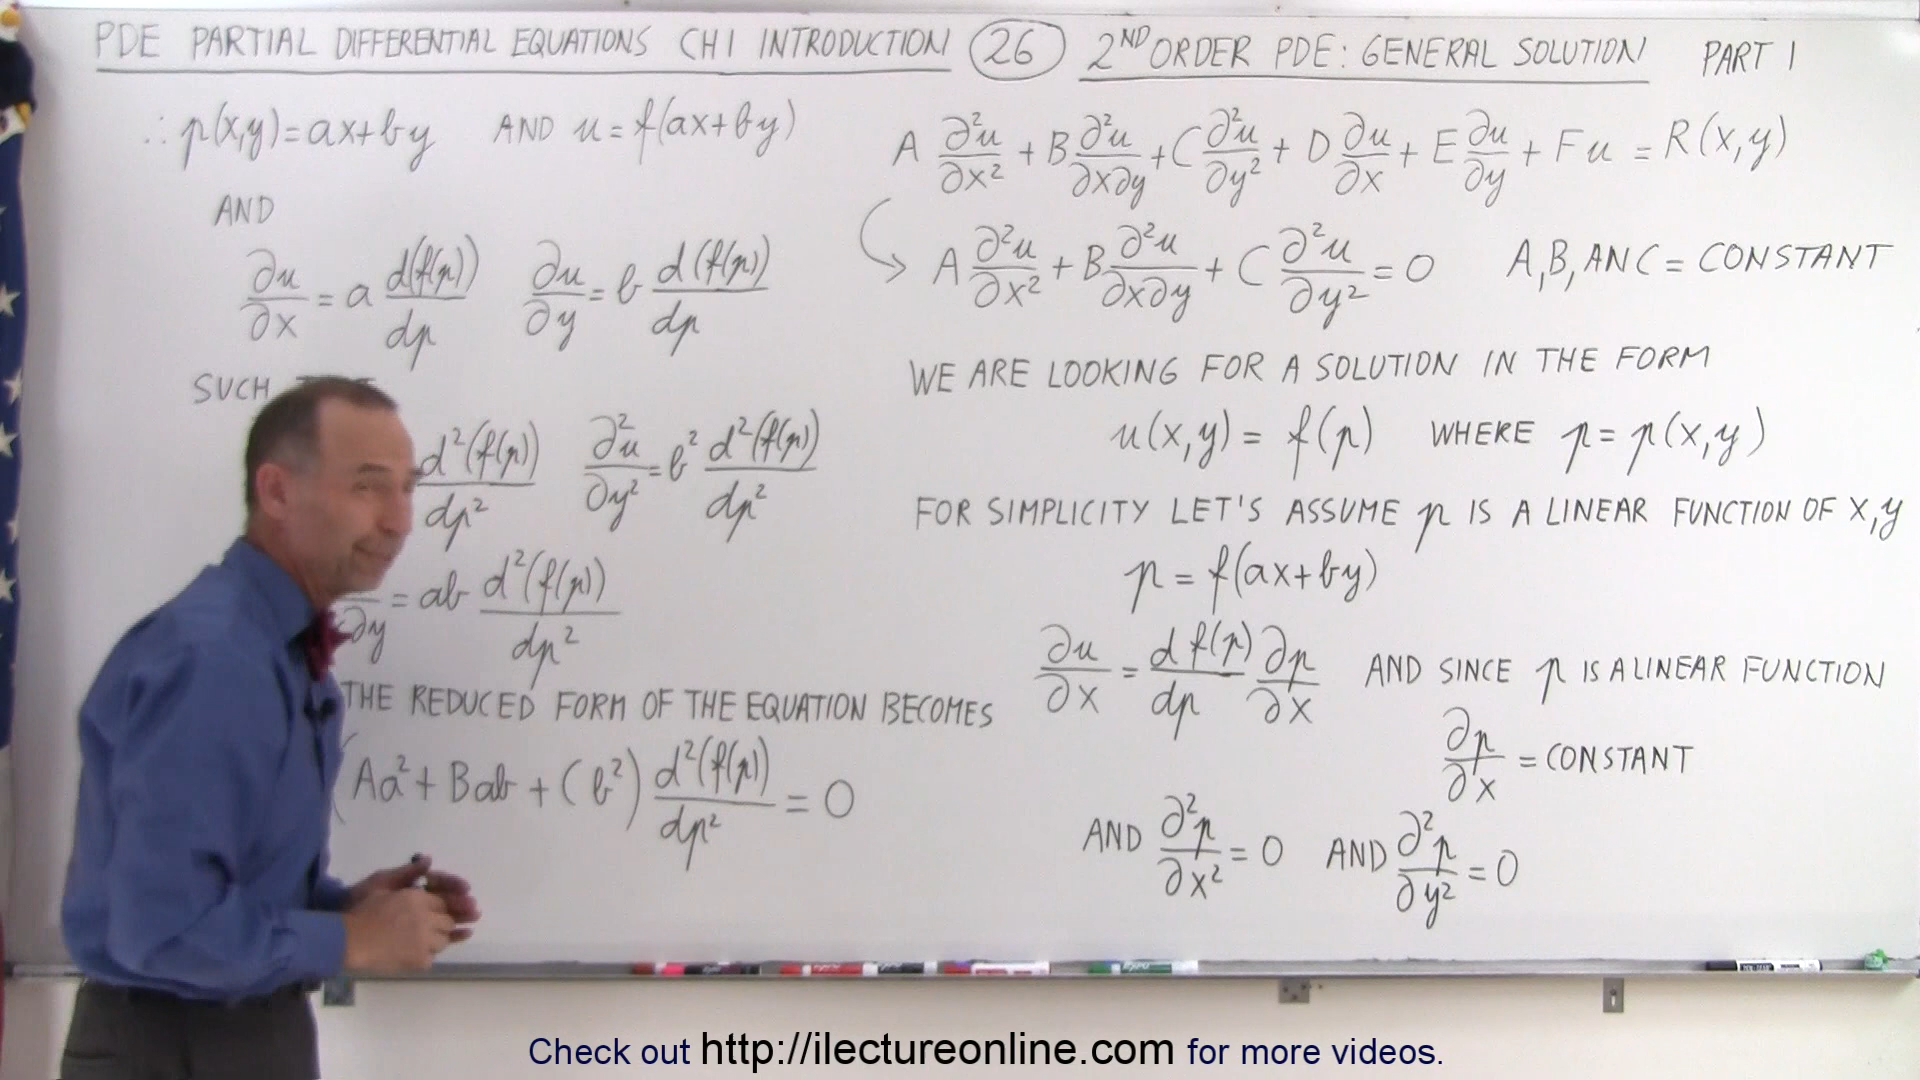 PDE PARTIAL DIFFERENTIAL EQUATIONS CH 1 INTRODUCTION 26 2ND ORDER PDE: GENERAL SOLUTION PART 1
∴ p(x,y)=ax+by AND u=f(ax+by)
AND
∂u/∂x = a d(f(p))/dp ∂u/∂y = b d(f(p))/dp
SUCH
d²(f(p))/dp² ∂²u/∂y² = b² d²(f(p))/dp²
∂y = ab d²(f(p))/dp²
THE REDUCED FORM OF THE EQUATION BECOMES
(Aa² + Bab + Cb²) d²(f(p))/dp² = 0
A ∂²u/∂x² + B ∂²u/∂x∂y + C ∂²u/∂y² + D ∂u/∂x + E ∂u/∂y + Fu = R(x,y)
A ∂²u/∂x² + B ∂²u/∂x∂y + C ∂²u/∂y² = 0 A,B,ANC = CONSTANT
WE ARE LOOKING FOR A SOLUTION IN THE FORM
u(x,y) = f(p) WHERE p = p(x,y)
FOR SIMPLICITY LET'S ASSUME p IS A LINEAR FUNCTION OF x,y
p = f(ax+by)
∂u/∂x = d f(p)/dp ∂p/∂x AND SINCE p IS A LINEAR FUNCTION
∂p/∂x = CONSTANT
AND ∂²p/∂x² = 0 AND ∂²p/∂y² = 0
Check out http://ilectureonline.com for more videos.